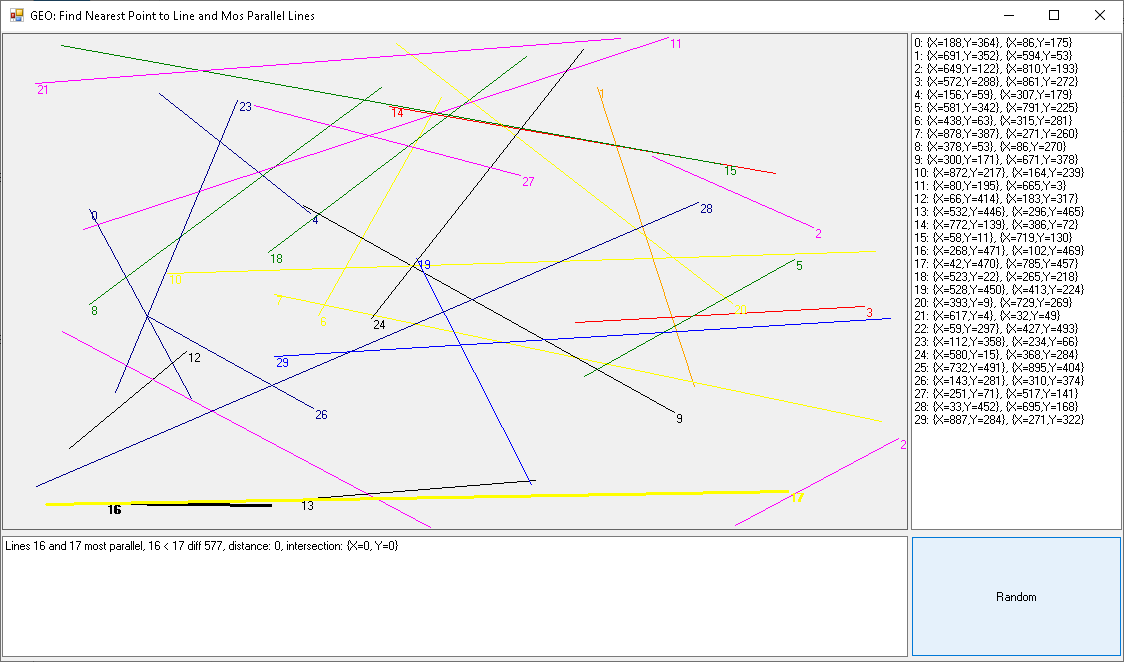 GEO: Find Nearest Point to Line and Mos Parallel Lines
11
21
1
23
14
15
27
28
0
4
2
18
19
5
10
7
8
24
3
29
12
26
9
2
16
13
17
0: {X=188,Y=364}, {X=86,Y=175}
1: {X=691,Y=352}, {X=594,Y=53}
2: {X=649,Y=122}, {X=810,Y=193}
3: {X=572,Y=288}, {X=861,Y=272}
4: {X=156,Y=59}, {X=307,Y=179}
5: {X=581,Y=342}, {X=791,Y=225}
6: {X=438,Y=63}, {X=315,Y=281}
7: {X=878,Y=387}, {X=271,Y=260}
8: {X=378,Y=53}, {X=86,Y=270}
9: {X=300,Y=171}, {X=671,Y=378}
10: {X=872,Y=217}, {X=164,Y=239}
11: {X=80,Y=195}, {X=665,Y=3}
12: {X=66,Y=414}, {X=183,Y=317}
13: {X=532,Y=446}, {X=296,Y=465}
14: {X=772,Y=139}, {X=386,Y=72}
15: {X=58,Y=11}, {X=719,Y=130}
16: {X=268,Y=471}, {X=102,Y=469}
17: {X=42,Y=470}, {X=785,Y=457}
18: {X=523,Y=22}, {X=265,Y=218}
19: {X=528,Y=450}, {X=413,Y=224}
20: {X=393,Y=9}, {X=729,Y=269}
21: {X=617,Y=4}, {X=32,Y=49}
22: {X=59,Y=297}, {X=427,Y=493}
23: {X=112,Y=358}, {X=234,Y=66}
24: {X=580,Y=15}, {X=368,Y=284}
25: {X=732,Y=491}, {X=895,Y=404}
26: {X=143,Y=281}, {X=310,Y=374}
27: {X=251,Y=71}, {X=517,Y=141}
28: {X=33,Y=452}, {X=695,Y=168}
29: {X=887,Y=284}, {X=271,Y=322}
Lines 16 and 17 most parallel, 16 < 17 diff 577, distance: 0, intersection: {X=0, Y=0}
Random